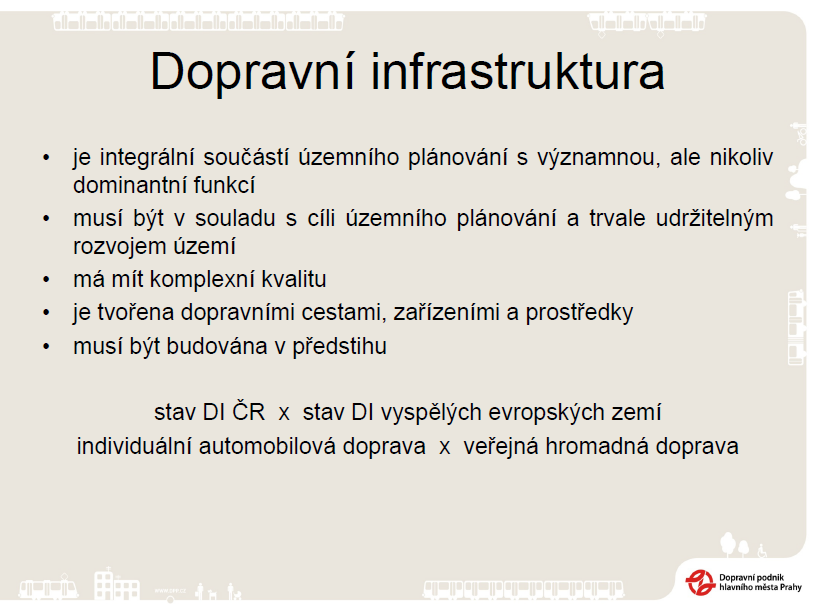 Dopravní infrastruktura
• je integrální součástí územního plánování s významnou, ale nikoliv
dominantní funkcí
• musí být v souladu s cíli územního plánování a trvale udržitelným
rozvojem území
• má mít komplexní kvalitu
• je tvořena dopravními cestami, zařízeními a prostředky
• musí být budována v předstihu
stav DI ČR x stav DI vyspělých evropských zemí
individuální automobilová doprava x veřejná hromadná doprava
Dopravní podnik
hlavního města Prahy